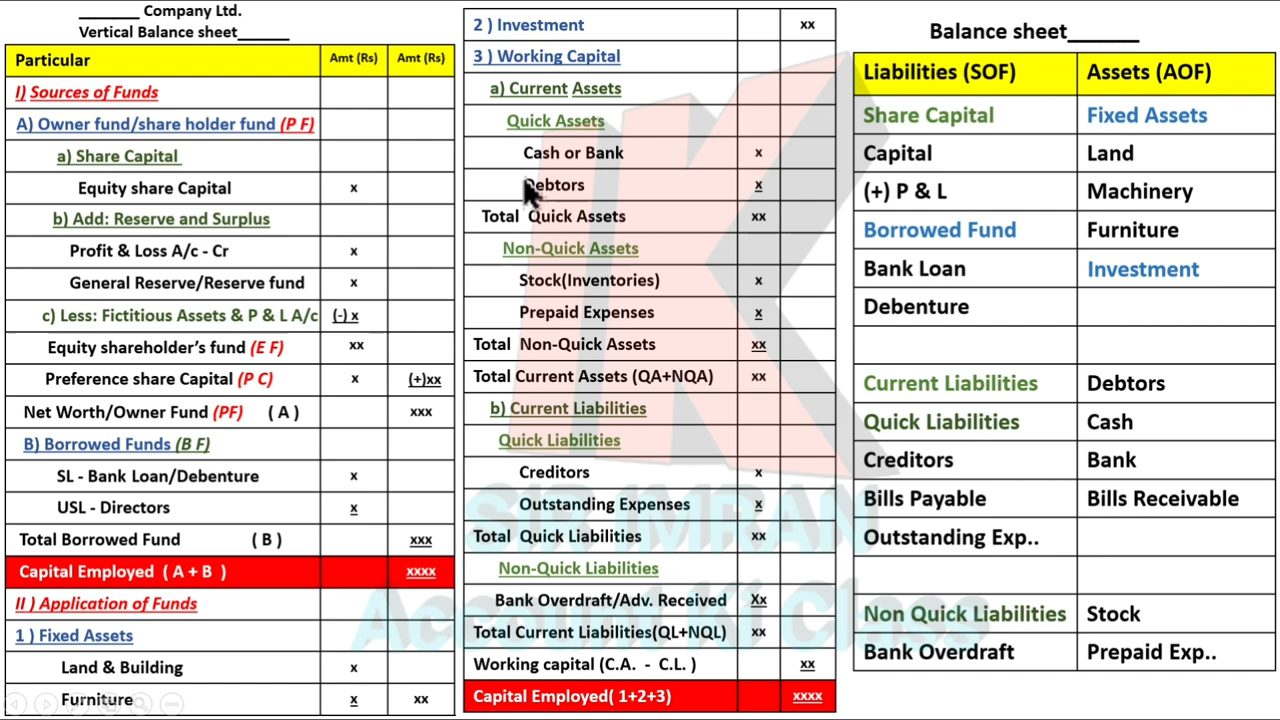 _______ Company Ltd.
Vertical Balance sheet______
Particular Amt (Rs) Amt (Rs)
I) Sources of Funds
A) Owner fund/share holder fund (P F)
a) Share Capital
Equity share Capital x
b) Add: Reserve and Surplus
Profit & Loss A/c - Cr x
General Reserve/Reserve fund x
c) Less: Fictitious Assets & P & L A/c (-) x
Equity shareholder’s fund (E F) xx
Preference share Capital (P C) x (+)xx
Net Worth/Owner Fund (PF) ( A ) xxx
B) Borrowed Funds (B F)
SL - Bank Loan/Debenture x
USL - Directors x
Total Borrowed Fund ( B ) xxx
Capital Employed ( A + B ) xxxx
II ) Application of Funds
1 ) Fixed Assets
Land & Building x
Furniture x xx
2 ) Investment xx
3 ) Working Capital
a) Current Assets
Quick Assets
Cash or Bank x
Debtors x
Total Quick Assets xx
Non-Quick Assets
Stock(Inventories) x
Prepaid Expenses x
Total Non-Quick Assets xx
Total Current Assets (QA+NQA) xx
b) Current Liabilities
Quick Liabilities
Creditors x
Outstanding Expenses x
Total Quick Liabilities xx
Non-Quick Liabilities
Bank Overdraft/Adv. Received Xx
Total Current Liabilities(QL+NQL) xx
Working capital (C.A. - C.L. ) xx
Capital Employed( 1+2+3) xxxx
Balance sheet______
Liabilities (SOF) Assets (AOF)
Share Capital Fixed Assets
Capital Land
(+) P & L Machinery
Borrowed Fund Furniture
Bank Loan Investment
Debenture
Current Liabilities Debtors
Quick Liabilities Cash
Creditors Bank
Bills Payable Bills Receivable
Outstanding Exp..
Non Quick Liabilities Stock
Bank Overdraft Prepaid Exp..
SIR IMRAN
Account Ki Class